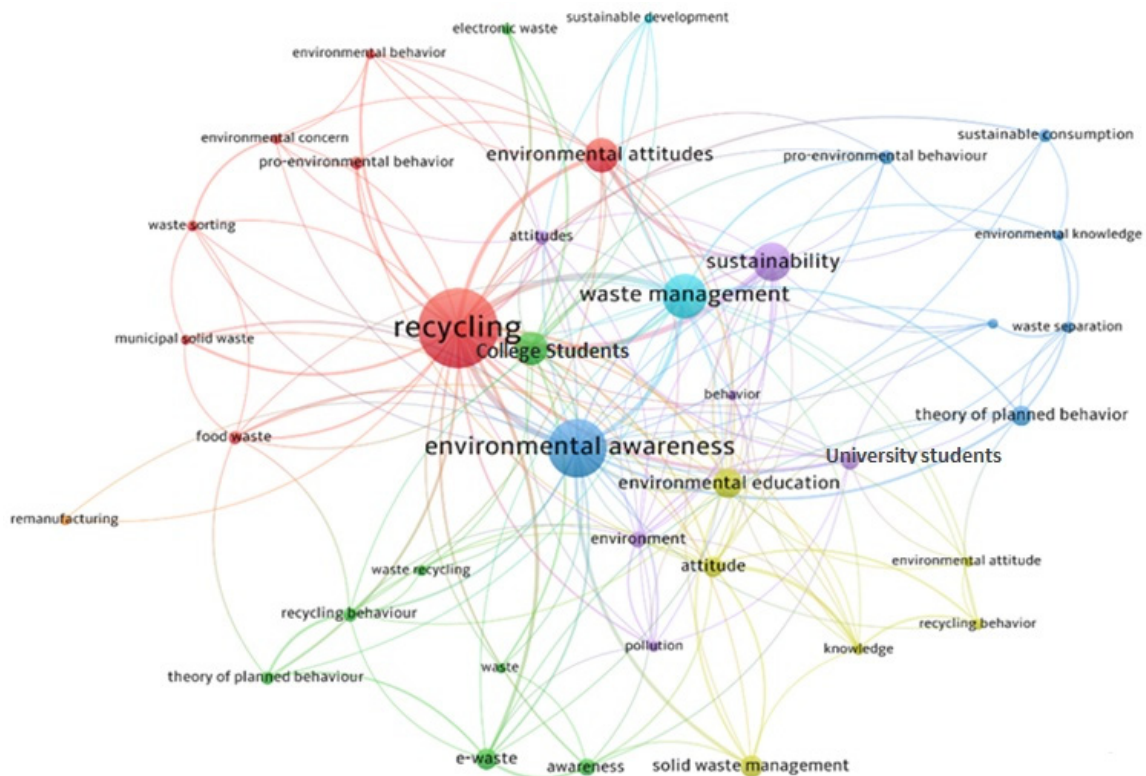 sustainable development
electronic waste
environmental behavior
environmental concern
sustainable consumption
environmental attitudes
pro-environmental behaviour
pro-environmental behavior
waste sorting
attitudes
environmental knowledge
sustainability
waste management
recycling
waste separation
municipal solid waste
College Students
behavior
theory of planned behavior
food waste
environmental awareness
University students
environmental education
remanufacturing
environment
environmental attitude
attitude
waste recycling
recycling behaviour
recycling behavior
pollution
knowledge
waste
theory of planned behaviour
e-waste
awareness
solid waste management